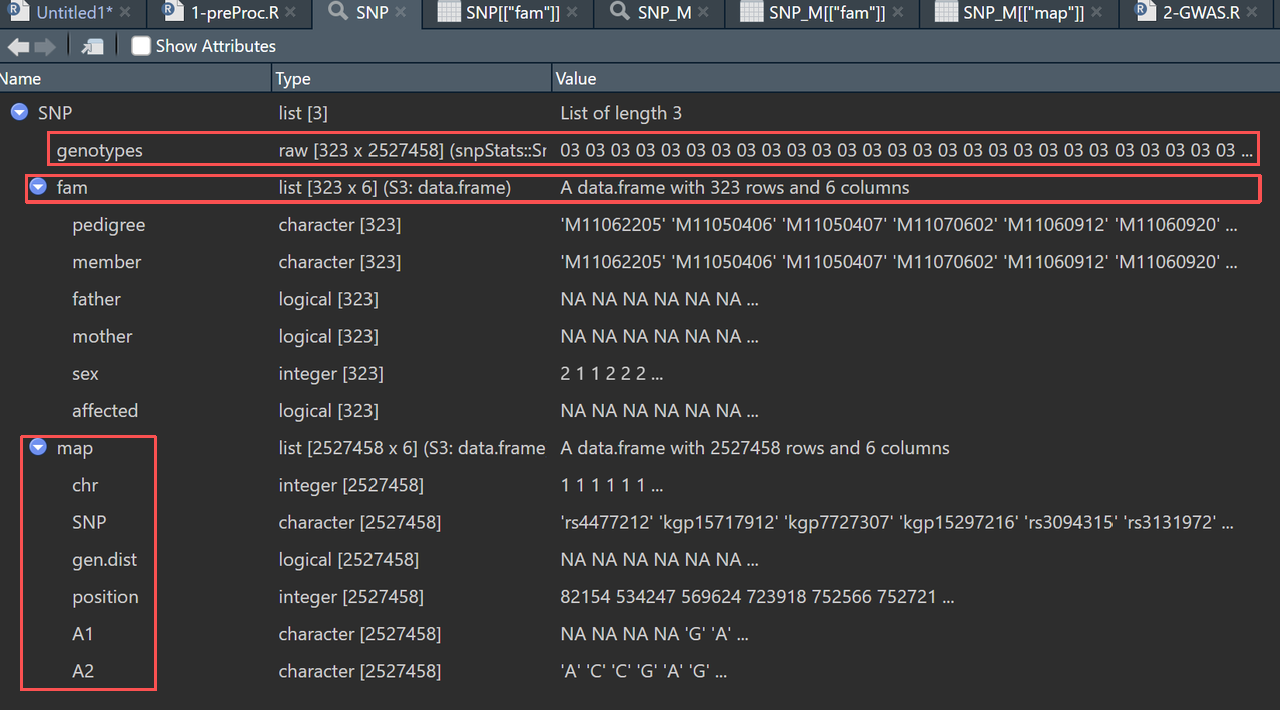 Untitled1* × 1-preProc.R × SNP × SNP[["fam"]] × SNP_M × SNP_M[["fam"]] × SNP_M[["map"]] × 2-GWAS.R ×
Show Attributes
Name Type Value
SNP list [3] List of length 3
genotypes raw [323 x 2527458] (snpStats::Sn 03 03 03 03 03 03 03 03 03 03 03 03 03 03 03 03 03 03 03 03 03 03 03 03 03 03 03 ...
fam list [323 x 6] (S3: data.frame) A data.frame with 323 rows and 6 columns
pedigree character [323] 'M11062205' 'M11050406' 'M11050407' 'M11070602' 'M11060912' 'M11060920' ...
member character [323] 'M11062205' 'M11050406' 'M11050407' 'M11070602' 'M11060912' 'M11060920' ...
father logical [323] NA NA NA NA NA NA ...
mother logical [323] NA NA NA NA NA NA ...
sex integer [323] 2 1 1 2 2 2 ...
affected logical [323] NA NA NA NA NA NA ...
map list [2527458 x 6] (S3: data.frame A data.frame with 2527458 rows and 6 columns
chr integer [2527458] 1 1 1 1 1 1 ...
SNP character [2527458] 'rs4477212' 'kgp15717912' 'kgp7727307' 'kgp15297216' 'rs3094315' 'rs3131972' ...
gen.dist logical [2527458] NA NA NA NA NA NA ...
position integer [2527458] 82154 534247 569624 723918 752566 752721 ...
A1 character [2527458] NA NA NA NA 'G' 'A' ...
A2 character [2527458] 'A' 'C' 'C' 'G' 'A' 'G' ...